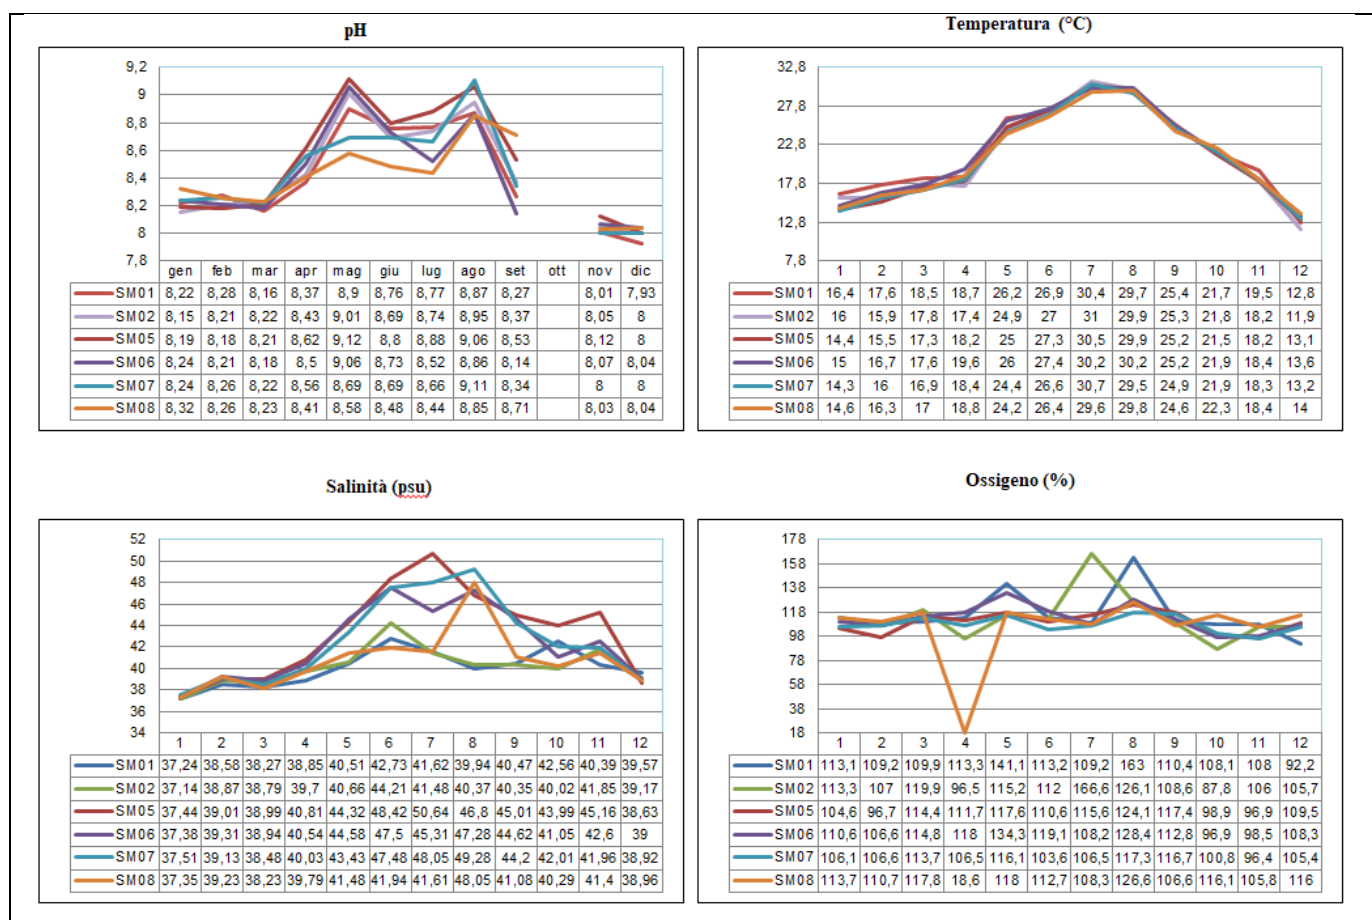 pH
9,2
9
8,8
8,6
8,4
8,2
8
7,8
gen feb mar apr mag giu lug ago set ott nov dic
SM01 8,22 8,28 8,16 8,37 8,9 8,76 8,77 8,87 8,27 8,01 7,93
SM02 8,15 8,21 8,22 8,43 9,01 8,69 8,74 8,95 8,37 8,05 8
SM05 8,19 8,18 8,21 8,62 9,12 8,8 8,88 9,06 8,53 8,12 8
SM06 8,24 8,21 8,18 8,5 9,06 8,73 8,52 8,86 8,14 8,07 8,04
SM07 8,24 8,26 8,22 8,56 8,69 8,69 8,66 9,11 8,34 8 8
SM08 8,32 8,26 8,23 8,41 8,58 8,48 8,44 8,85 8,71 8,03 8,04
Temperatura (°C)
32,8
27,8
22,8
17,8
12,8
7,8
1 2 3 4 5 6 7 8 9 10 11 12
SM01 16,4 17,6 18,5 18,7 26,2 26,9 30,4 29,7 25,4 21,7 19,5 12,8
SM02 16 15,9 17,8 17,4 24,9 27 31 29,9 25,3 21,8 18,2 11,9
SM05 14,4 15,5 17,3 18,2 25 27,3 30,5 29,9 25,2 21,5 18,2 13,1
SM06 15 16,7 17,6 19,6 26 27,4 30,2 30,2 25,2 21,9 18,4 13,6
SM07 14,3 16 16,9 18,4 24,4 26,6 30,7 29,5 24,9 21,9 18,3 13,2
SM08 14,6 16,3 17 18,8 24,2 26,4 29,6 29,8 24,6 22,3 18,4 14
Salinità (psu)
52
50
48
46
44
42
40
38
36
34
1 2 3 4 5 6 7 8 9 10 11 12
SM01 37,24 38,58 38,27 38,85 40,51 42,73 41,62 39,94 40,47 42,56 40,39 39,57
SM02 37,14 38,87 38,79 39,7 40,66 44,21 41,48 40,37 40,35 40,02 41,85 39,17
SM05 37,44 39,01 38,99 40,81 44,32 48,42 50,64 46,8 45,01 43,99 45,16 38,63
SM06 37,38 39,31 38,94 40,54 44,58 47,5 45,31 47,28 44,62 41,05 42,6 39
SM07 37,51 39,13 38,48 40,03 43,43 47,48 48,05 49,28 44,2 42,01 41,96 38,92
SM08 37,35 39,23 38,23 39,79 41,48 41,94 41,61 48,05 41,08 40,29 41,4 38,96
Ossigeno (%)
178
158
138
118
98
78
58
38
18
1 2 3 4 5 6 7 8 9 10 11 12
SM01 113,1 109,2 109,9 113,3 141,1 113,2 109,2 163 110,4 108,1 108 92,2
SM02 113,3 107 119,9 96,5 115,2 112 166,6 126,1 108,6 87,8 106 105,7
SM05 104,6 96,7 114,4 111,7 117,6 110,6 115,6 124,1 117,4 98,9 96,9 109,5
SM06 110,6 106,6 114,8 118 134,3 119,1 108,2 128,4 112,8 96,9 98,5 108,3
SM07 106,1 106,6 113,7 106,5 116,1 103,6 106,5 117,3 116,7 100,8 96,4 105,4
SM08 113,7 110,7 117,8 18,6 118 112,7 108,3 126,6 106,6 116,1 105,8 116